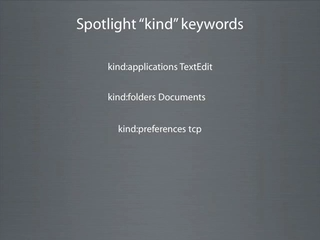 Spotlight “kind” keywords
kind:applications TextEdit
kind:folders Documents
kind:preferences tcp